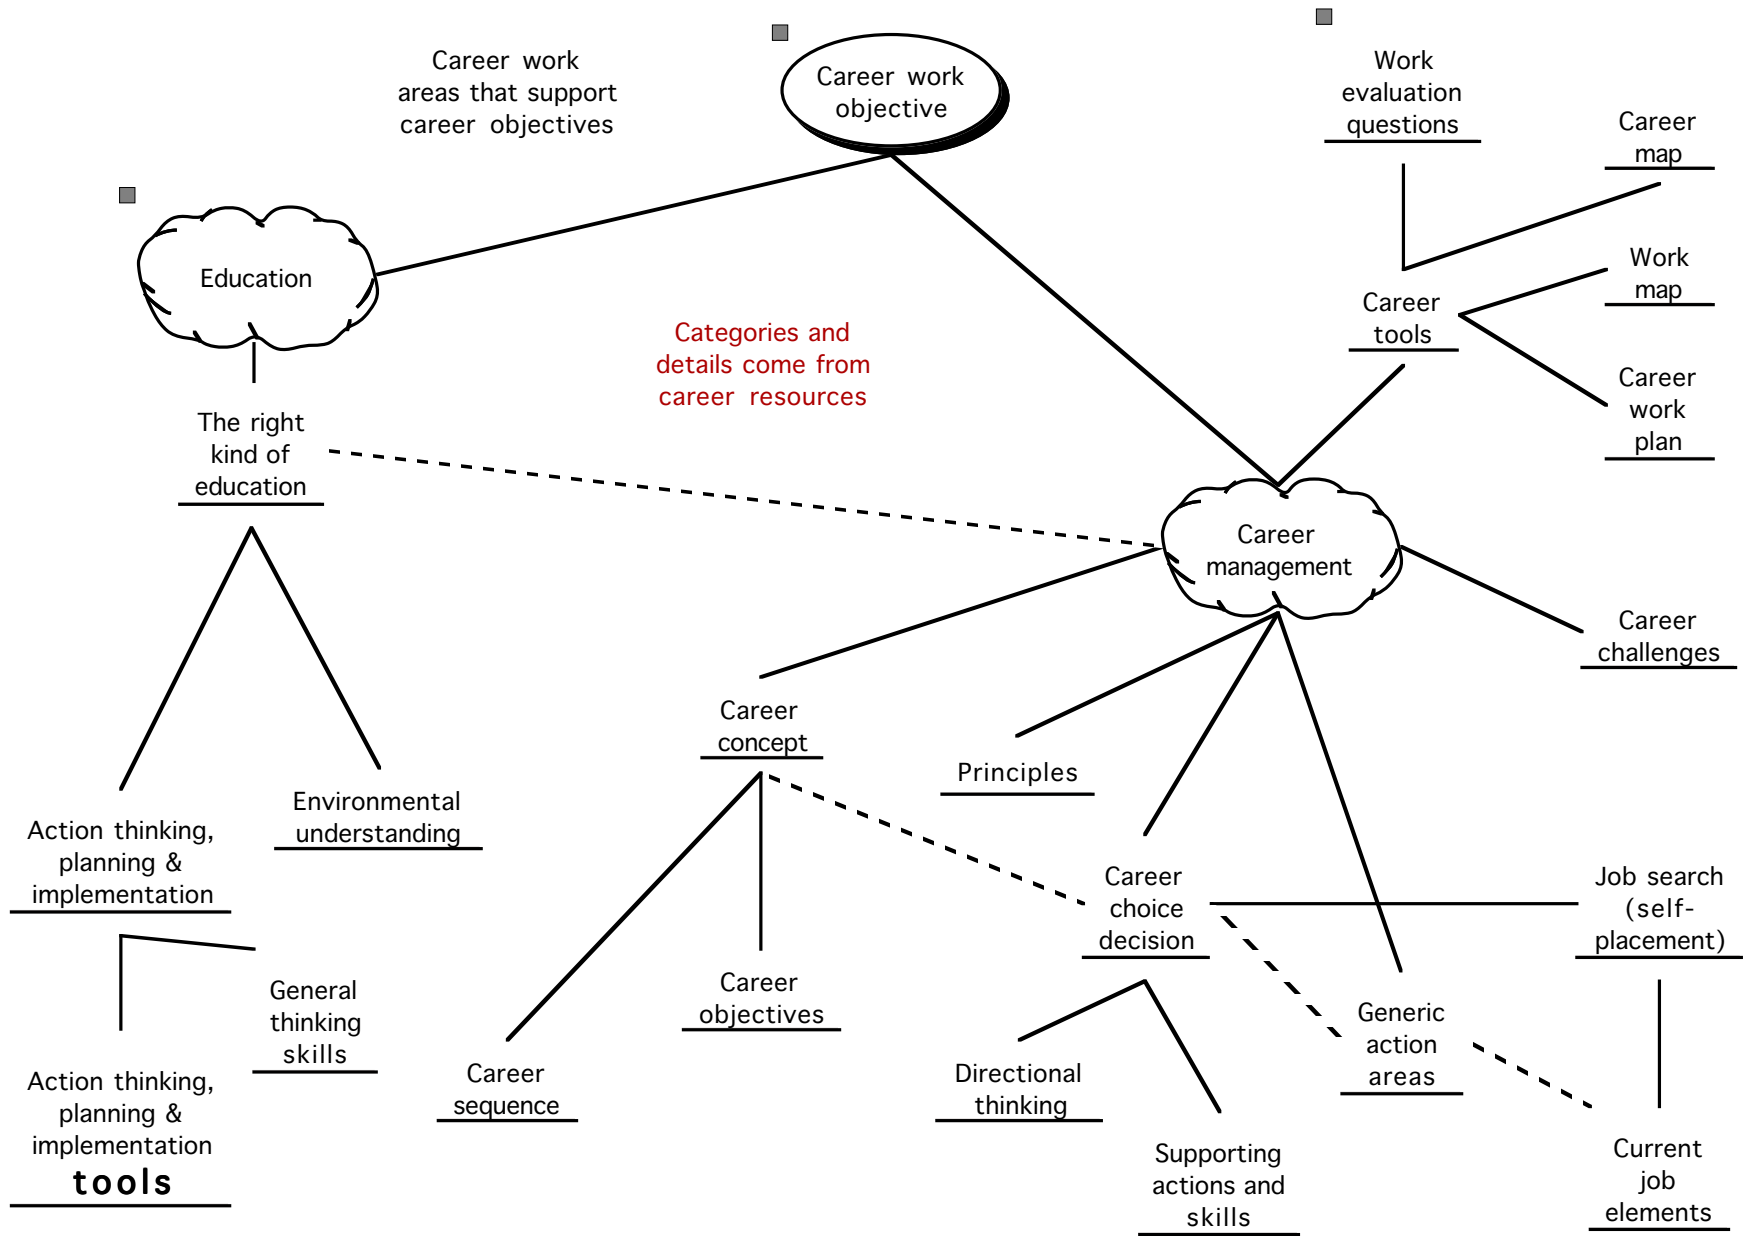 Career work
areas that support
career objectives
Career work
objective
Work
evaluation
questions
Career
map
Education
Work
map
Career
tools
Categories and
details come from
career resources
Career
work
plan
The right
kind of
education
Career
management
Career
challenges
Career
concept
Principles
Environmental
understanding
Action thinking,
planning &
implementation
Career
choice
decision
Job search
(self-
placement)
General
thinking
skills
Career
objectives
Generic
action
areas
Action thinking,
planning &
implementation
tools
Career
sequence
Directional
thinking
Supporting
actions and
skills
Current
job
elements